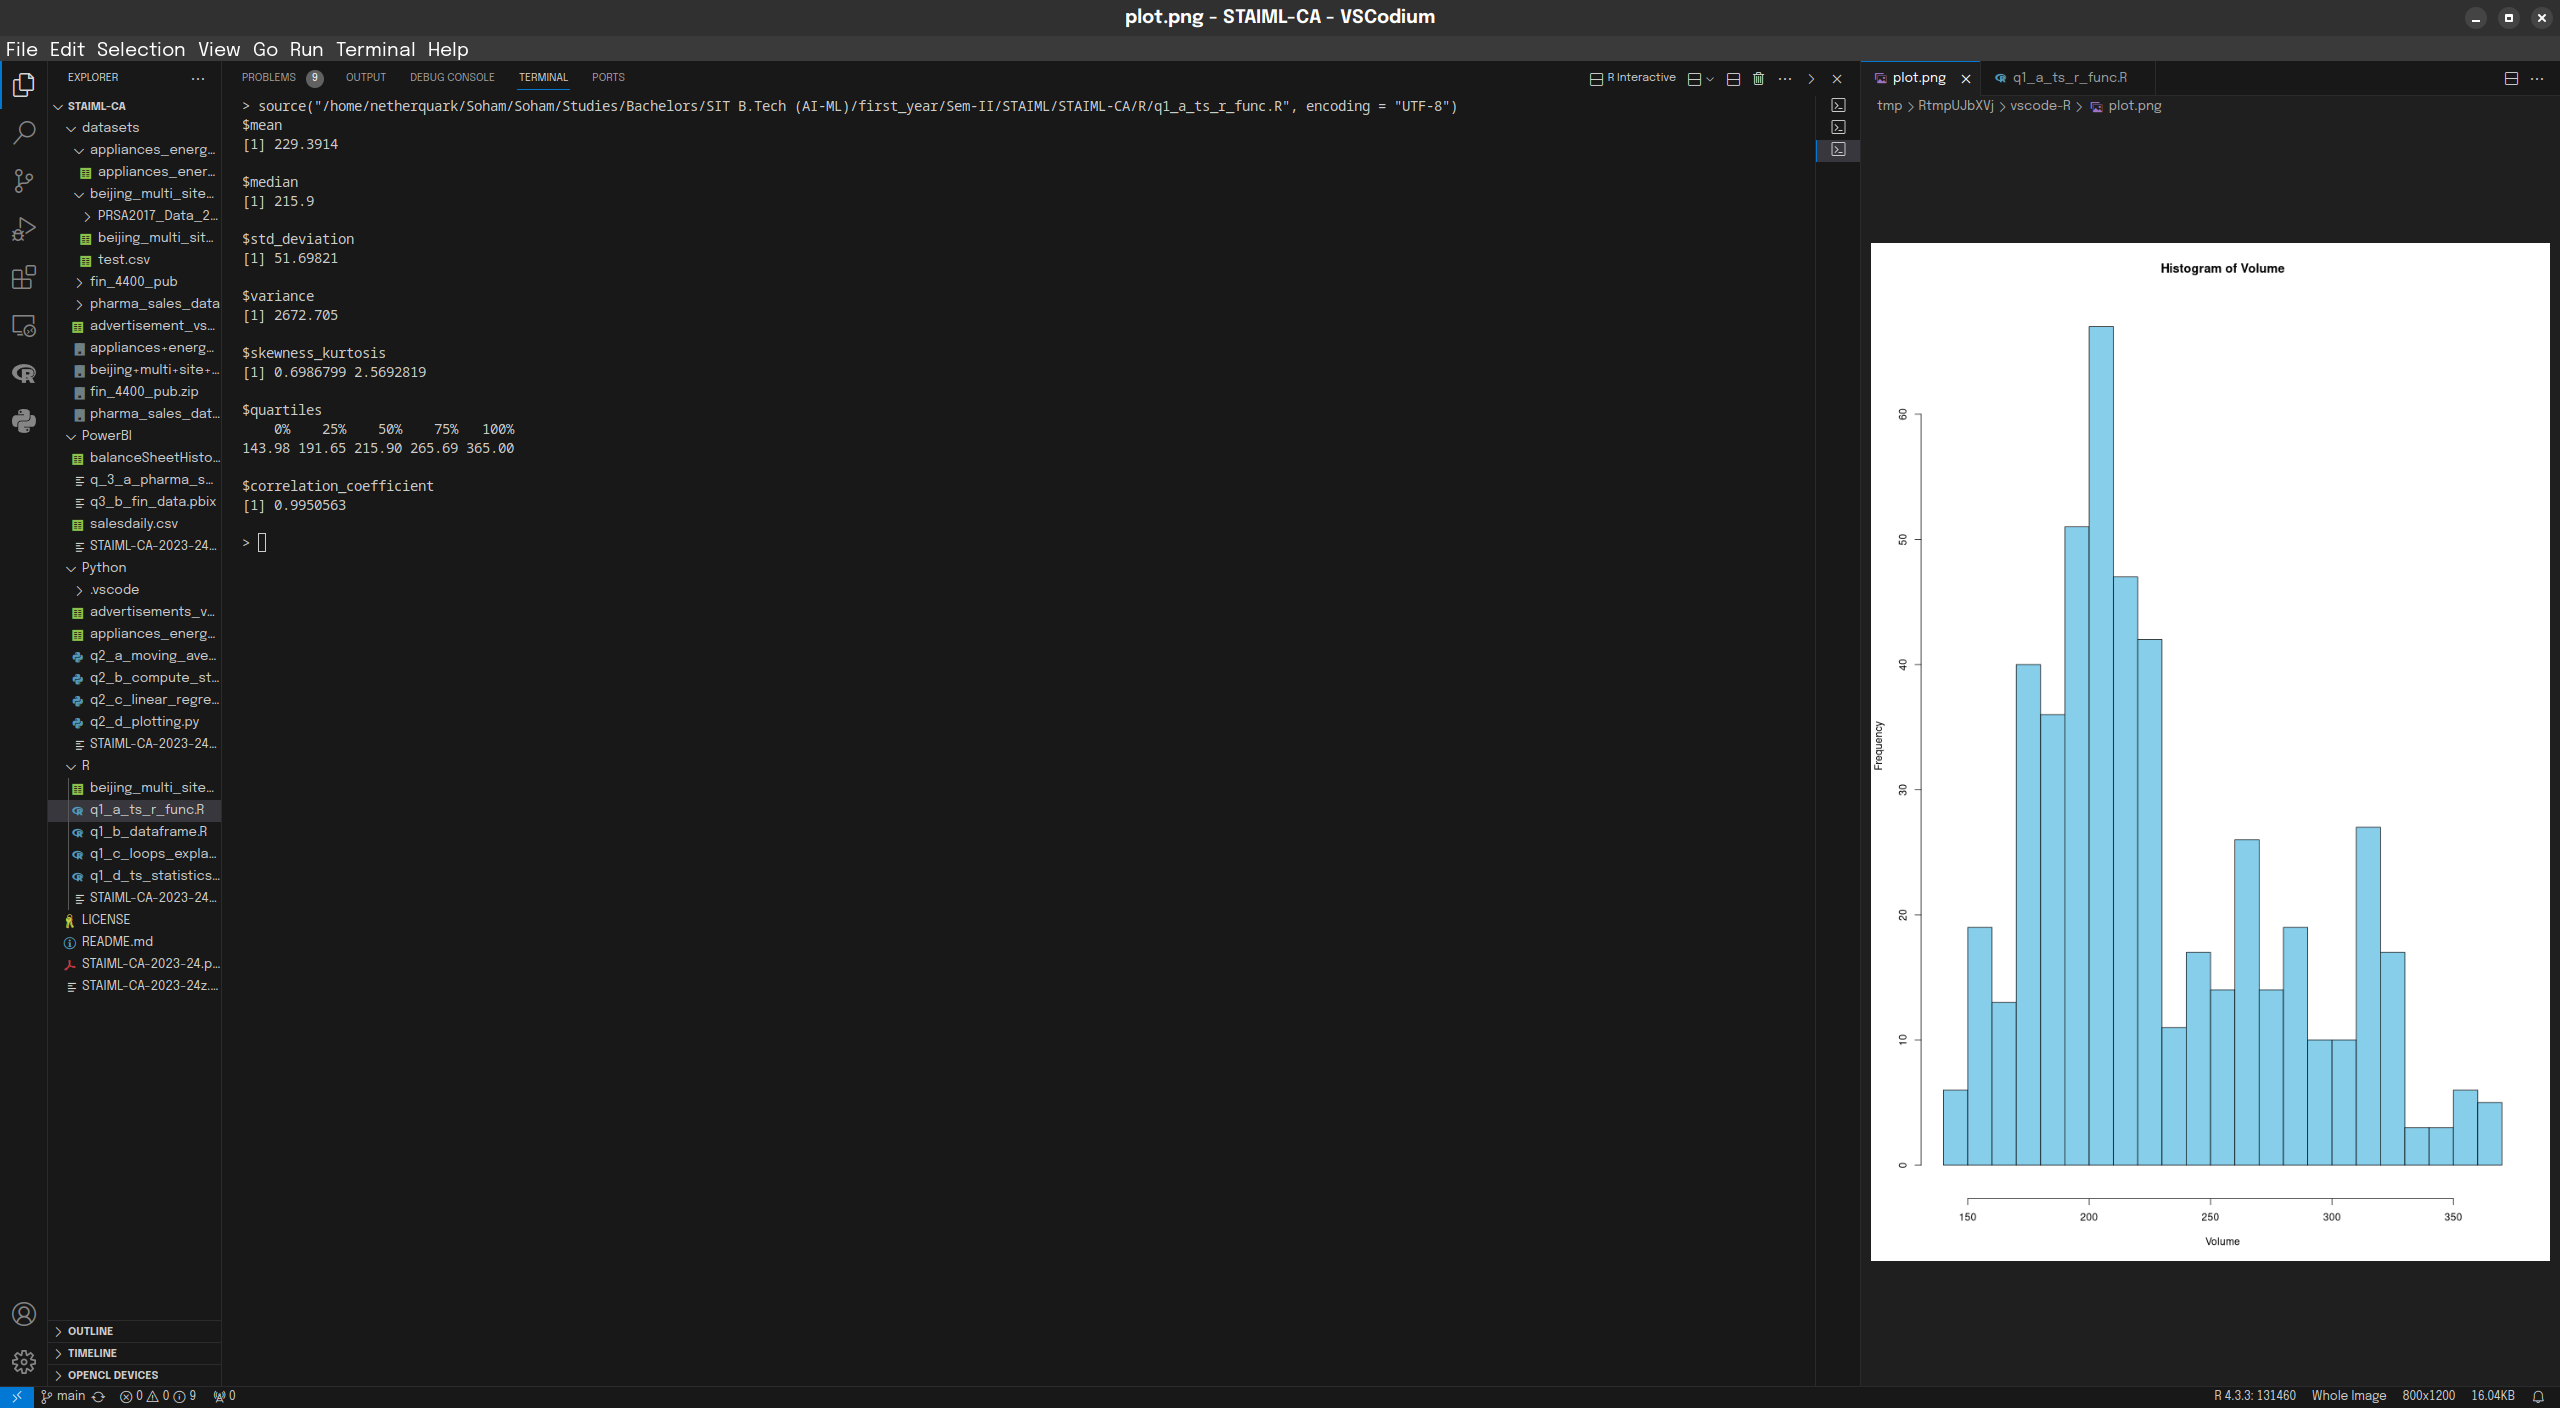 plot.png - STAIML-CA - VSCodium
File Edit Selection View Go Run Terminal Help
EXPLORER
STAIML-CA
datasets
appliances_energ...
appliances_ener...
beijing_multi_site...
PRSA2017_Data_2...
beijing_multi_sit...
test.csv
fin_4400_pub
pharma_sales_data
advertisement_vs...
appliances+energ...
beijing+multi+site+...
fin_4400_pub.zip
pharma_sales_dat...
PowerBI
balanceSheetHisto...
q_3_a_pharma_s...
q3_b_fin_data.pbix
salesdaily.csv
STAIML-CA-2023-24...
Python
.vscode
advertisements_v...
appliances_energ...
q2_a_moving_ave...
q2_b_compute_st...
q2_c_linear_regre...
q2_d_plotting.py
STAIML-CA-2023-24...
R
beijing_multi_site...
q1_a_ts_r_func.R
q1_b_dataframe.R
q1_c_loops_expla...
q1_d_ts_statistics...
STAIML-CA-2023-24...
LICENSE
README.md
STAIML-CA-2023-24.p...
STAIML-CA-2023-24z....
OUTLINE
TIMELINE
OPENCL DEVICES
PROBLEMS 9 OUTPUT DEBUG CONSOLE TERMINAL PORTS
R Interactive
> source("/home/netherquark/Soham/Soham/Studies/Bachelors/SIT B.Tech (AI-ML)/first_year/Sem-II/STAIML/STAIML-CA/R/q1_a_ts_r_func.R", encoding = "UTF-8")
$mean
[1] 229.3914
$median
[1] 215.9
$std_deviation
[1] 51.69821
$variance
[1] 2672.705
$skewness_kurtosis
[1] 0.6986799 2.5692819
$quartiles
0% 25% 50% 75% 100%
143.98 191.65 215.90 265.69 365.00
$correlation_coefficient
[1] 0.9950563
>
plot.png q1_a_ts_r_func.R
tmp > RtmpUJbXVj > vscode-R > plot.png
Histogram of Volume
Frequency
60
50
40
30
20
10
0
150 200 250 300 350
Volume
main 0 0 9 0
R 4.3.3: 131460 Whole Image 800x1200 16.04KB